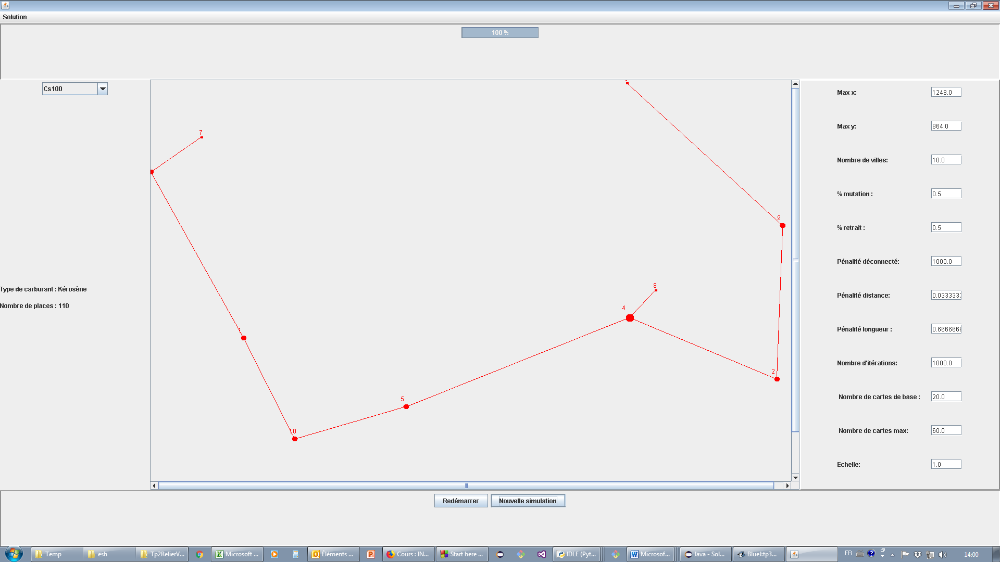 Solution
100 %
Cs100
Type de carburant : Kérosène
Nombre de places : 110
7
9
8
4
1
2
5
10
Max x: 1248.0
Max y: 864.0
Nombre de villes: 10.0
% mutation : 0.5
% retrait : 0.5
Pénalité déconnecté: 1000.0
Pénalité distance: 0.0333333
Pénalité longueur : 0.6666666
Nombre d'itérations: 1000.0
Nombre de cartes de base : 20.0
Nombre de cartes max: 60.0
Echelle: 1.0
Redémarrer Nouvelle simulation
Temp esh Tp2RelierV... Microsoft ... Éléments ... Cours : IN... Start here ... IDLE (Pyt... Microsof... Java - Sol... BlueJ:tp3... FR 14:00